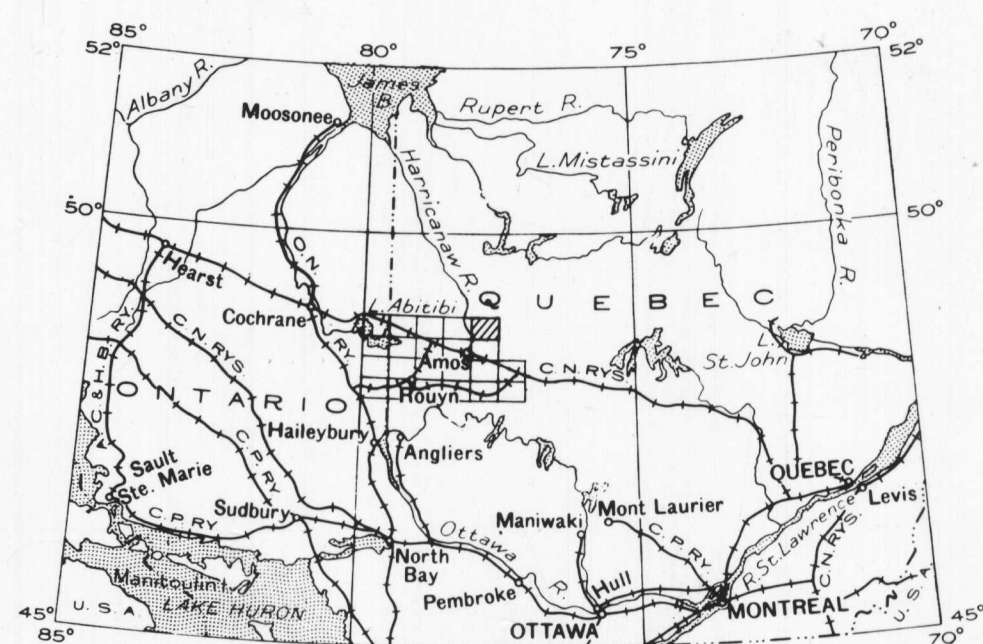 85°
80°
75°
70°
52°
52°
Albany R.
James
B.
Moosonee
Rupert R.
L. Mistassini
Peribonka R.
Harricanaw R.
50°
50°
Hearst
O.N.
RY.
L. Abitibi
QUEBEC
Cochrane
C.N. RYS.
A.C. & H.B. RY.
Amos
C.N. RYS
L.
St. John
Rouyn
ONTARIO
Haileybury
Angliers
C.P. RY.
Sault
Ste. Marie
QUEBEC
Levis
Sudbury
C.P. RY
Mont Laurier
Maniwaki
C.P. RY.
Ottawa
R.
R. St. Lawrence
C.N. RYS.
North
Bay
Manitoulin I.
LAKE HURON
Pembroke
Hull
MONTREAL
OTTAWA
U.S.A.
U.S.A
45°
45°
85°
70°